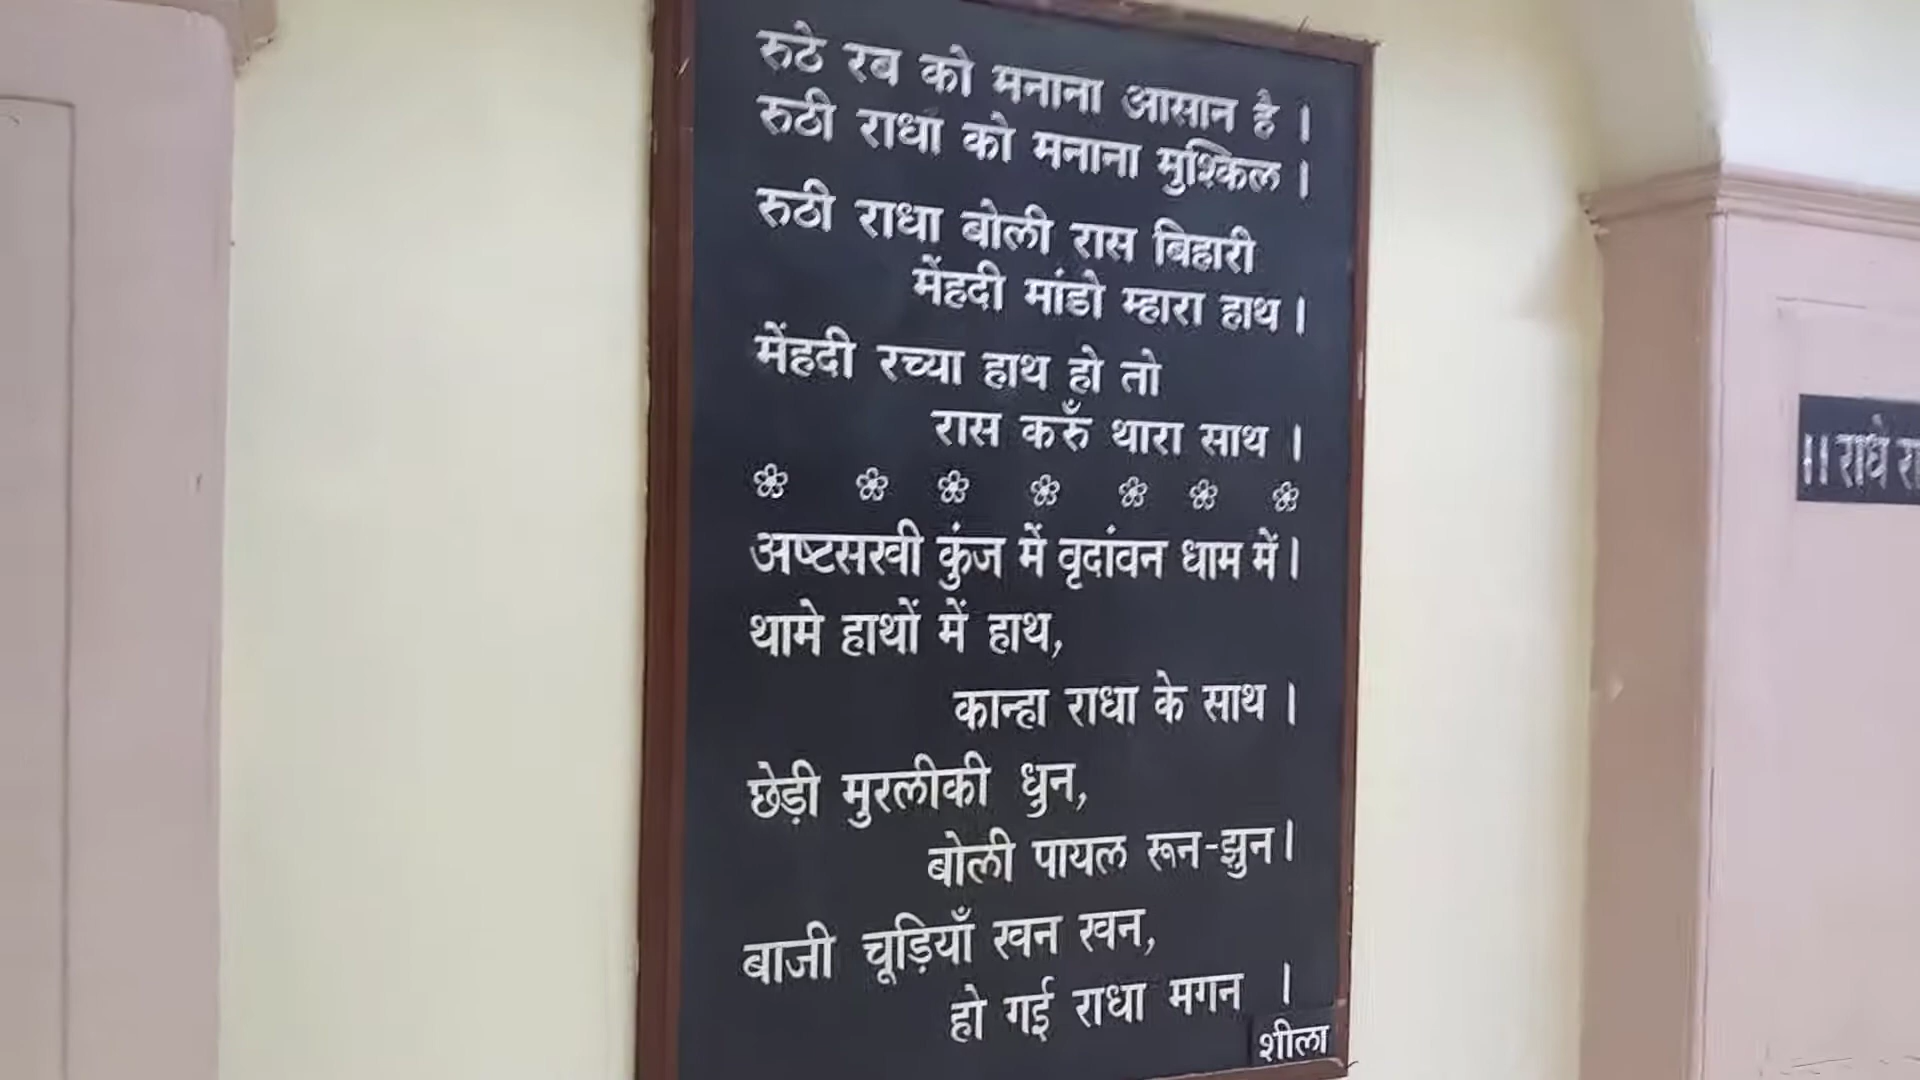 रुठे रब को मनाना आसान है ।
रुठी राधा को मनाना मुश्किल ।
रुठी राधा बोली रास बिहारी
मेंहदी मांडो म्हारा हाथ ।
मेंहदी रच्या हाथ हो तो
रास करुँ थारा साथ ।
अष्टसखी कुंज में वृदांवन धाम में ।
थामे हाथों में हाथ,
कान्हा राधा के साथ ।
छेड़ी मुरलीकी धुन,
बोली पायल रून-झुन ।
बाजी चूड़ियाँ खन खन,
हो गई राधा मगन ।
शीला
।। राधे